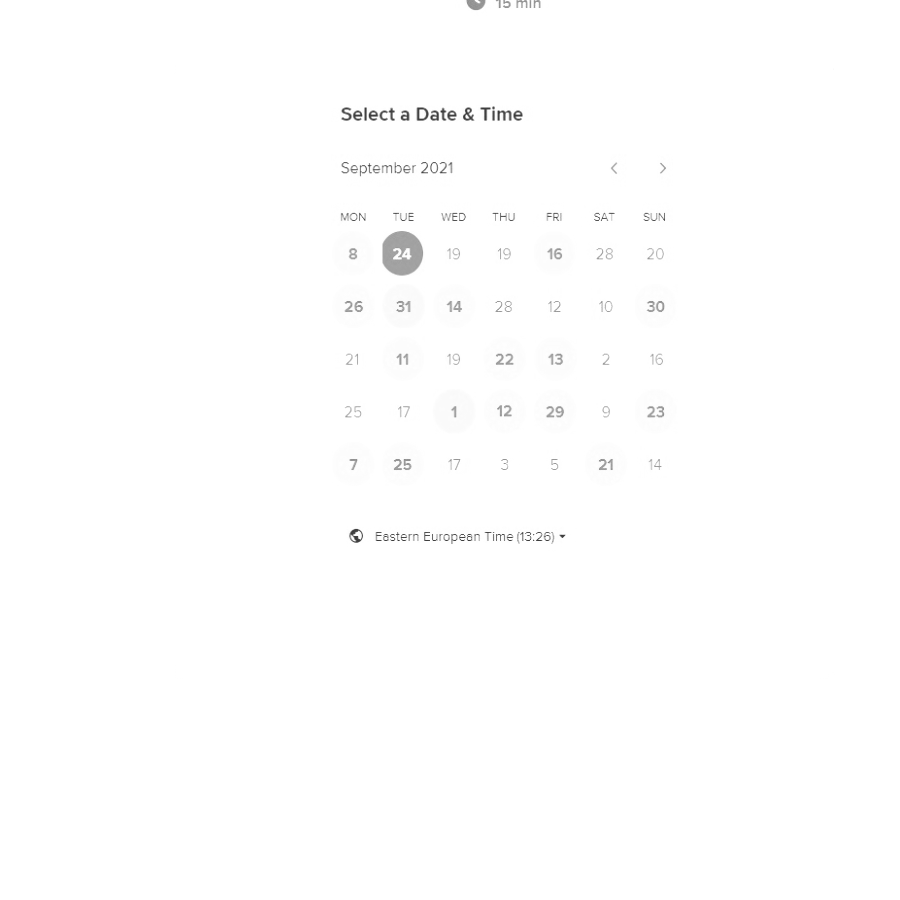 15 min
Select a Date & Time
September 2021
MON TUE WED THU FRI SAT SUN
8 24 19 19 16 28 20
26 31 14 28 12 10 30
21 11 19 22 13 2 16
25 17 1 12 29 9 23
7 25 17 3 5 21 14
Eastern European Time (13:26)